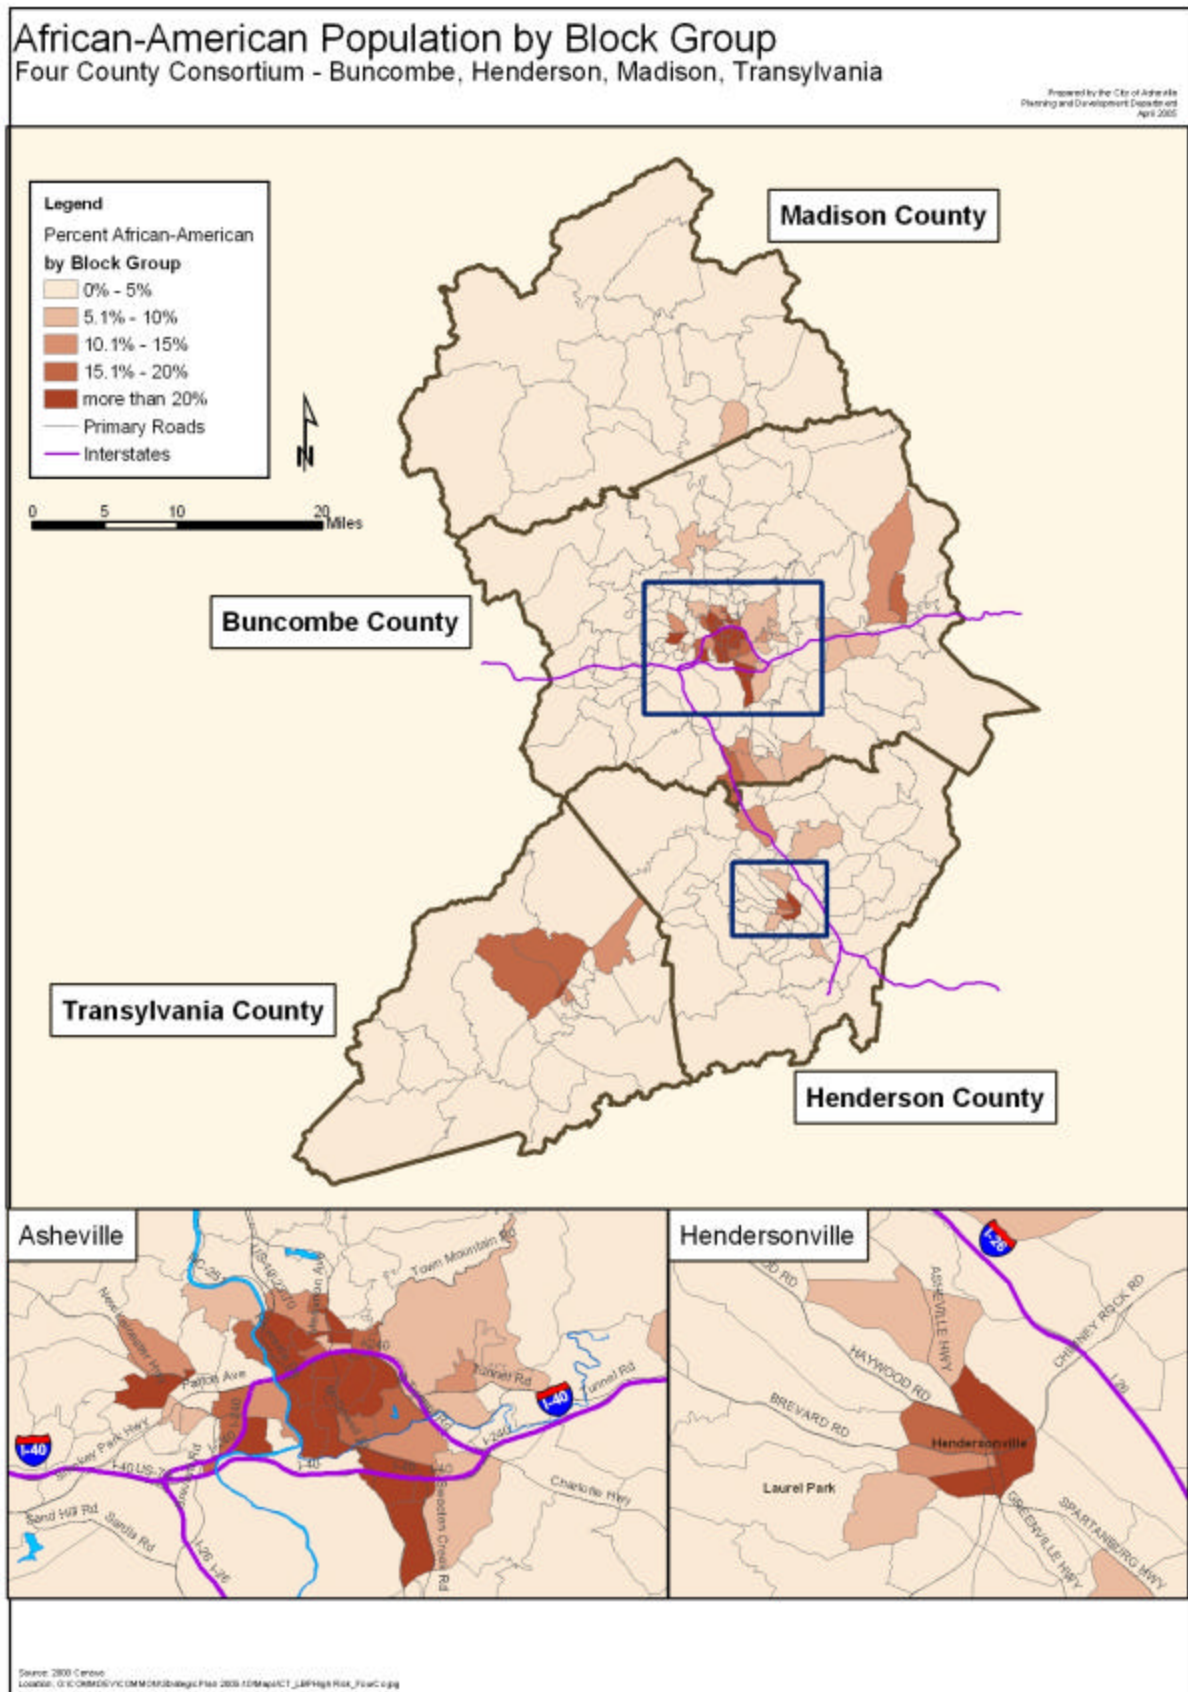 African-American Population by Block Group
Four County Consortium - Buncombe, Henderson, Madison, Transylvania
Prepared by the City of Asheville
Planning and Development Department
April 2005
Legend
Percent African-American
by Block Group
0% - 5%
5.1% - 10%
10.1% - 15%
15.1% - 20%
more than 20%
Primary Roads
Interstates
N
0 5 10 20
Miles
Madison County
Buncombe County
Transylvania County
Henderson County
Asheville
Town Mountain Rd
Patton Ave
Tunnel Rd
Tunnel Rd
I-40
I-40
I-240
I-240
I-240
Smokey Park Hwy
I-40
I-40
Sand Hill Rd
Sardis Rd
I-26 I-26
Charlotte Hwy
Sweeten Creek Rd
Hendersonville
I-26
ASHEVILLE HWY
CHIMNEY ROCK RD
HAYWOOD RD
BREVARD RD
I-26
Hendersonville
Laurel Park
GREENVILLE HWY
SPARTANBURG HWY
Source: 2000 Census